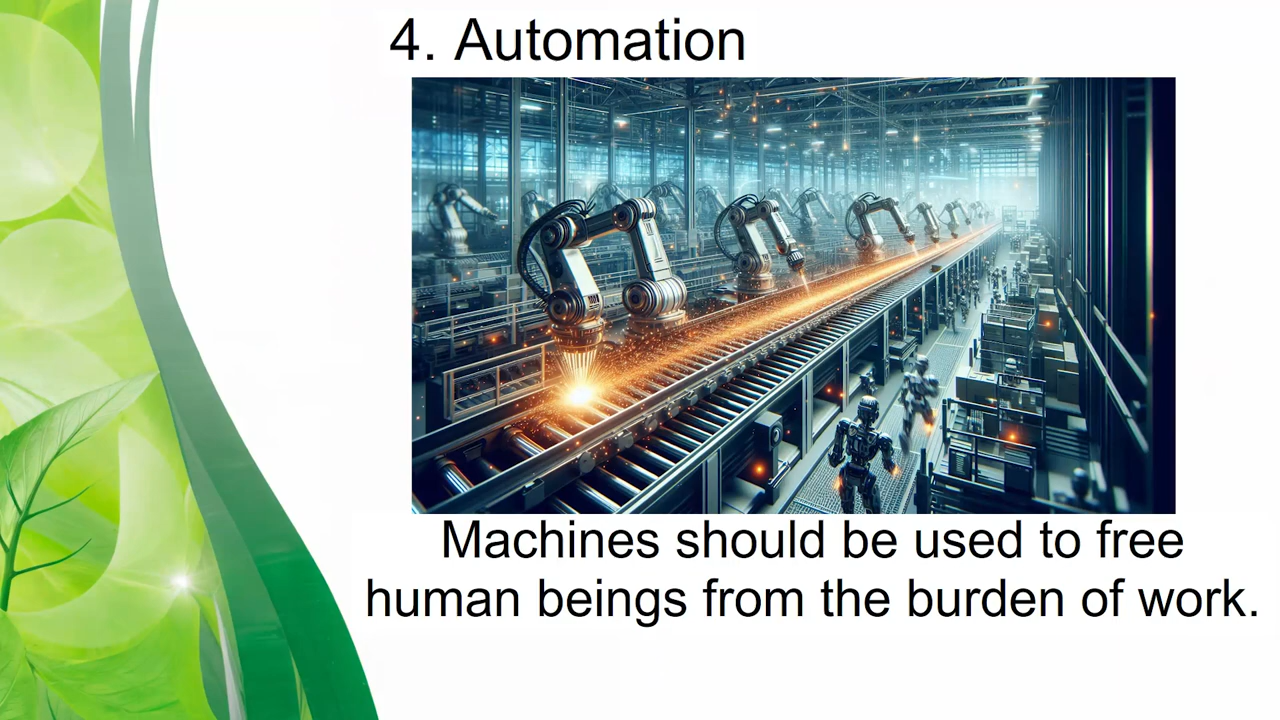 4. Automation
Machines should be used to free
human beings from the burden of work.